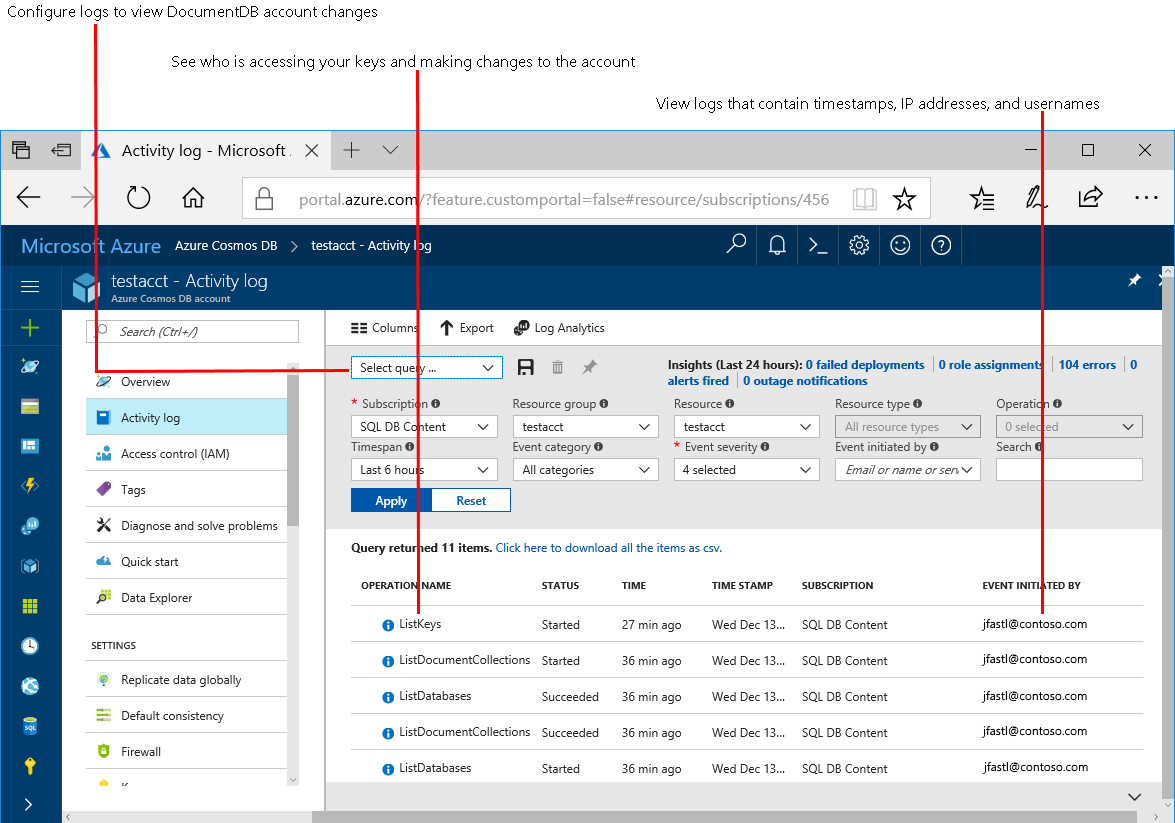 Configure logs to view DocumentDB account changes
See who is accessing your keys and making changes to the account
View logs that contain timestamps, IP addresses, and usernames
Activity log - Microsoft
portal.azure.com/?feature.customportal=false#resource/subscriptions/456
Microsoft Azure Azure Cosmos DB > testacct - Activity log
testacct - Activity log
Azure Cosmos DB account
Search (Ctrl+/)
Overview
Activity log
Access control (IAM)
Tags
Diagnose and solve problems
Quick start
Data Explorer
SETTINGS
Replicate data globally
Default consistency
Firewall
SQL
Columns Export Log Analytics
Select query ...
Insights (Last 24 hours): 0 failed deployments | 0 role assignments | 104 errors | 0
alerts fired | 0 outage notifications
* Subscription Resource group Resource Resource type Operation
SQL DB Content testacct testacct All resource types 0 selected
Timespan Event category * Event severity Event initiated by Search
Last 6 hours All categories 4 selected Email or name or serv
Apply Reset
Query returned 11 items. Click here to download all the items as csv.
OPERATION NAME STATUS TIME TIME STAMP SUBSCRIPTION EVENT INITIATED BY
ListKeys Started 27 min ago Wed Dec 13... SQL DB Content jfastl@contoso.com
ListDocumentCollections Started 36 min ago Wed Dec 13... SQL DB Content jfastl@contoso.com
ListDatabases Succeeded 36 min ago Wed Dec 13... SQL DB Content jfastl@contoso.com
ListDocumentCollections Succeeded 36 min ago Wed Dec 13... SQL DB Content jfastl@contoso.com
ListDatabases Started 36 min ago Wed Dec 13... SQL DB Content jfastl@contoso.com